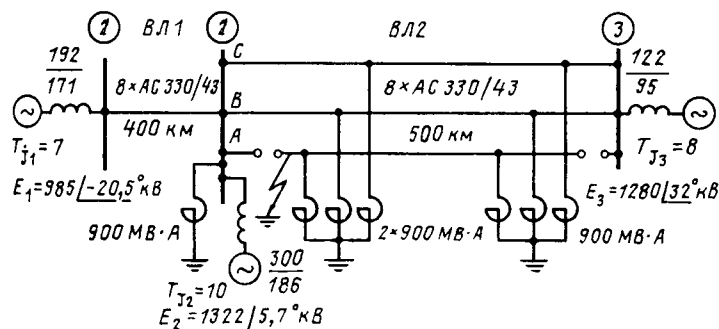 1 ВЛ1 2 ВЛ2 3
C
192
171
8×АС 330/43
8×АС 330/43
122
95
B
400 км
A
500 км
T_J1=7
T_J3=8
E_1=985/-20,5°кВ
E_3=1280/32°кВ
900 МВ·А
2×900 МВ·А
900 МВ·А
300
186
T_J2=10
E_2=1322/5,7°кВ